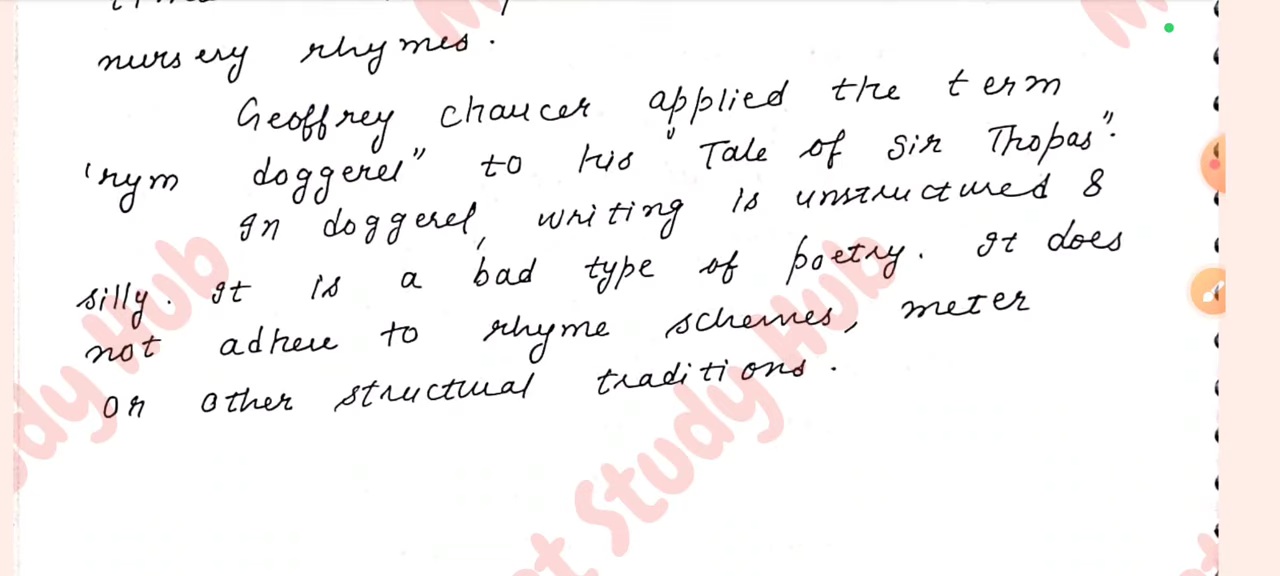 nursery rhymes.
Geoffrey chaucer applied the term
'rym doggerel" to his "Tale of Sir Thopas".
In doggerel, writing is unstructured &
silly. It is a bad type of poetry. It does
not adhere to rhyme schemes, meter
or other structural traditions.
Study Hub